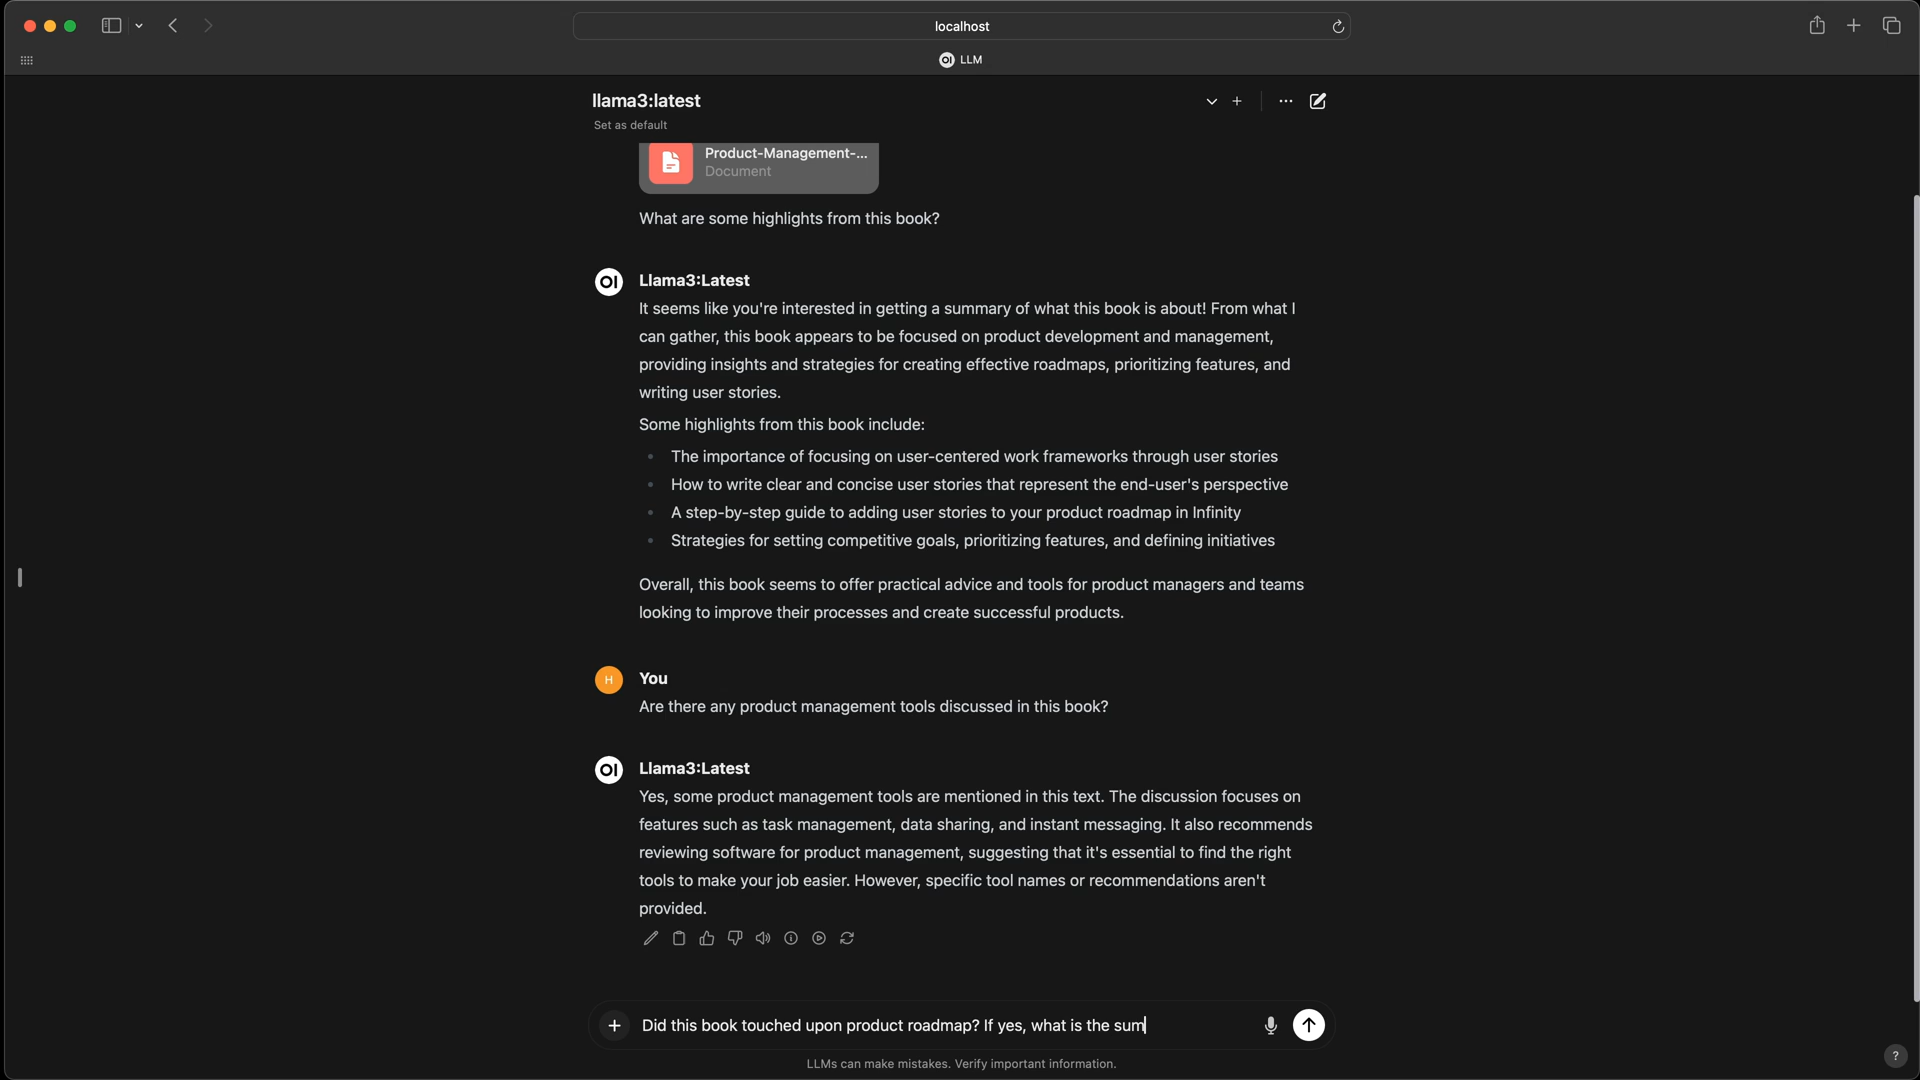 localhost
OI LLM
llama3:latest
Set as default
Product-Management-...
Document
What are some highlights from this book?
OI Llama3:Latest
It seems like you're interested in getting a summary of what this book is about! From what I
can gather, this book appears to be focused on product development and management,
providing insights and strategies for creating effective roadmaps, prioritizing features, and
writing user stories.
Some highlights from this book include:
• The importance of focusing on user-centered work frameworks through user stories
• How to write clear and concise user stories that represent the end-user's perspective
• A step-by-step guide to adding user stories to your product roadmap in Infinity
• Strategies for setting competitive goals, prioritizing features, and defining initiatives
Overall, this book seems to offer practical advice and tools for product managers and teams
looking to improve their processes and create successful products.
H You
Are there any product management tools discussed in this book?
OI Llama3:Latest
Yes, some product management tools are mentioned in this text. The discussion focuses on
features such as task management, data sharing, and instant messaging. It also recommends
reviewing software for product management, suggesting that it's essential to find the right
tools to make your job easier. However, specific tool names or recommendations aren't
provided.
Did this book touched upon product roadmap? If yes, what is the sum
LLMs can make mistakes. Verify important information.
?